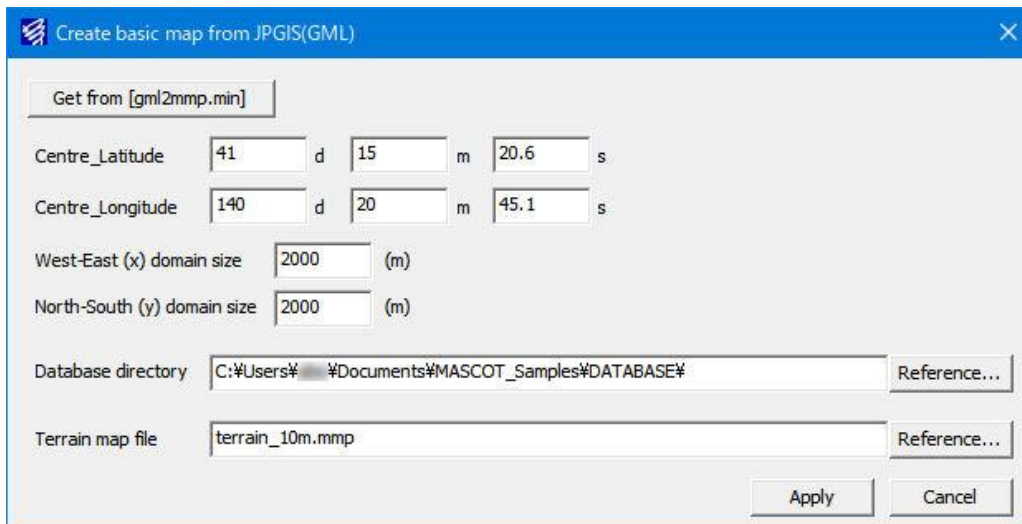 Create basic map from JPGIS(GML)
Get from [gml2mmp.min]
Centre_Latitude 41 d 15 m 20.6 s
Centre_Longitude 140 d 20 m 45.1 s
West-East (x) domain size 2000 (m)
North-South (y) domain size 2000 (m)
Database directory C:¥Users¥ ¥Documents¥MASCOT_Samples¥DATABASE¥ Reference...
Terrain map file terrain_10m.mmp Reference...
Apply Cancel